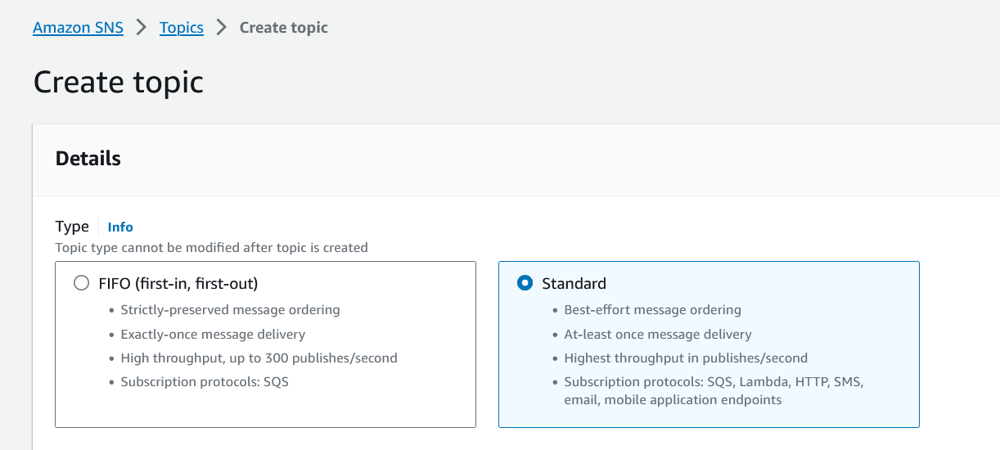 Amazon SNS > Topics > Create topic
Create topic
Details
Type Info
Topic type cannot be modified after topic is created
FIFO (first-in, first-out)
• Strictly-preserved message ordering
• Exactly-once message delivery
• High throughput, up to 300 publishes/second
• Subscription protocols: SQS
Standard
• Best-effort message ordering
• At-least once message delivery
• Highest throughput in publishes/second
• Subscription protocols: SQS, Lambda, HTTP, SMS,
email, mobile application endpoints